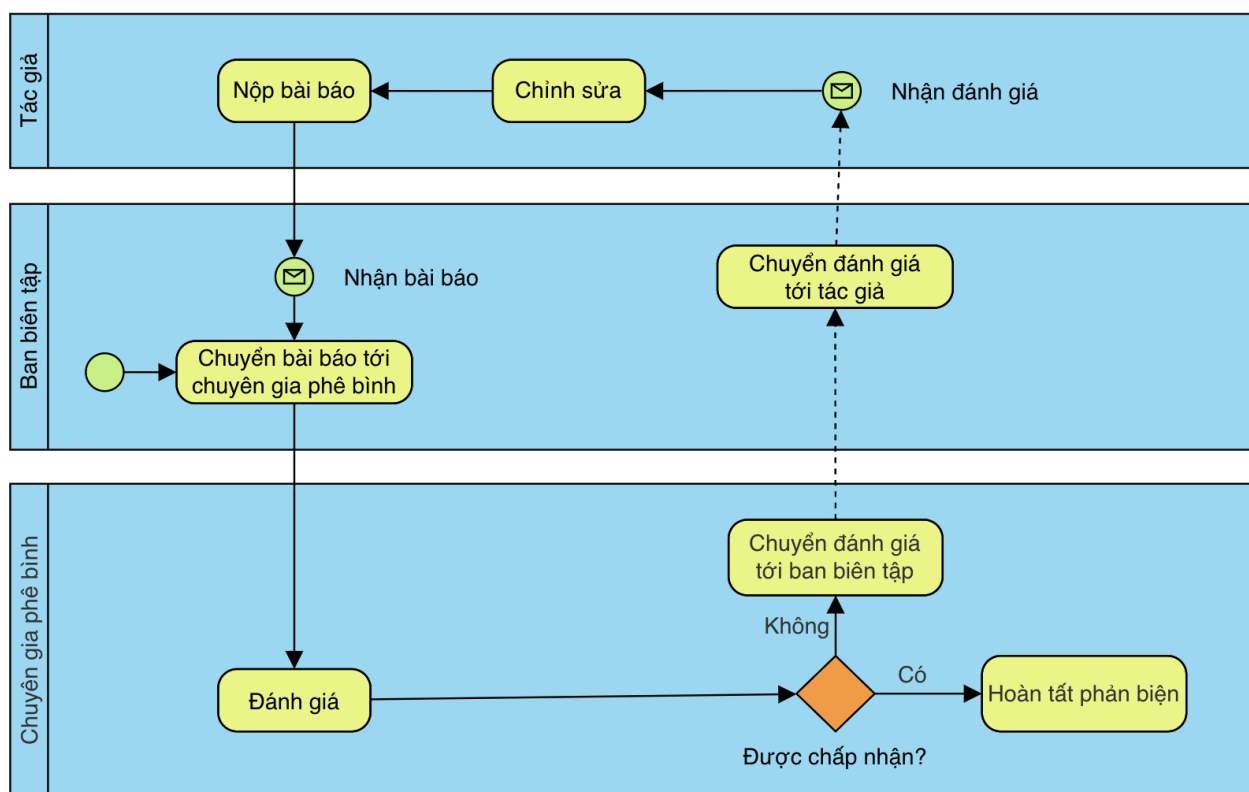 Tác giả
Nộp bài báo
Chỉnh sửa
Nhận đánh giá
Ban biên tập
Nhận bài báo
Chuyển đánh giá
tới tác giả
Chuyển bài báo tới
chuyên gia phê bình
Chuyên gia phê bình
Chuyển đánh giá
tới ban biên tập
Không
Đánh giá
Có
Hoàn tất phản biện
Được chấp nhận?